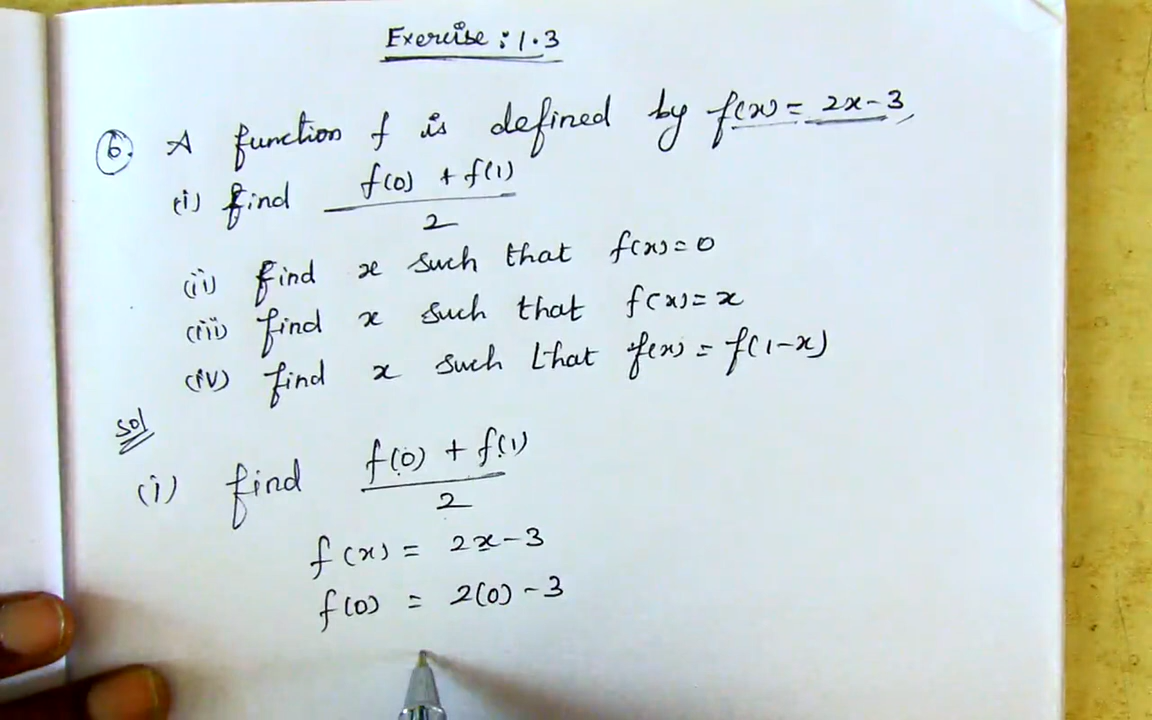 Exercise : 1.3
6. A function f is defined by f(x) = 2x-3,
(i) find f(0) + f(1)
2
(ii) find x such that f(x)=0
(iii) find x such that f(x)=x
(iv) find x such that f(x) = f(1-x)
Sol
(i) find f(0) + f(1)
2
f(x) = 2x-3
f(0) = 2(0) -3